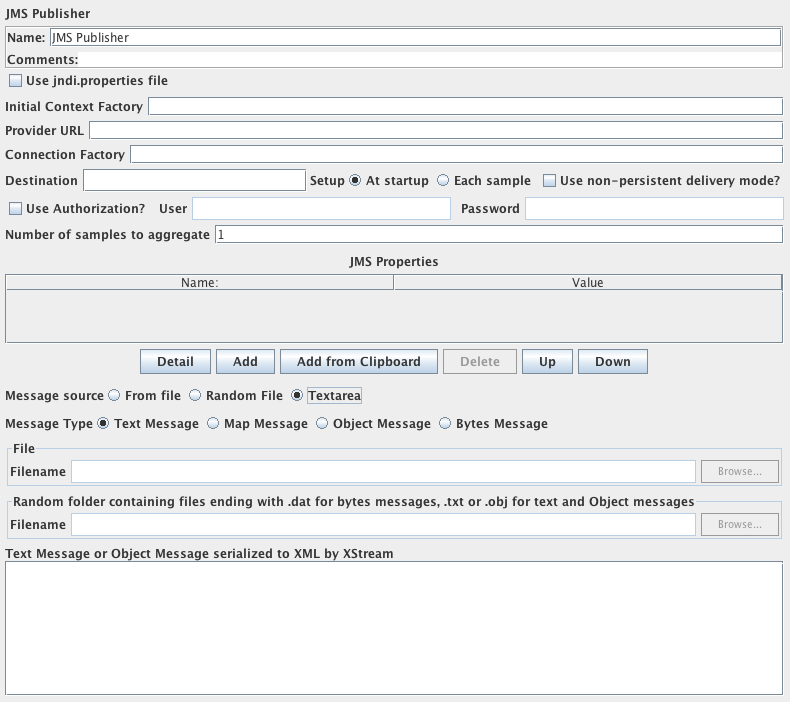 JMS Publisher
Name: JMS Publisher
Comments:
Use jndi.properties file
Initial Context Factory
Provider URL
Connection Factory
Destination Setup At startup Each sample Use non-persistent delivery mode?
Use Authorization? User Password
Number of samples to aggregate 1
JMS Properties
Name: Value
Detail Add Add from Clipboard Delete Up Down
Message source From file Random File Textarea
Message Type Text Message Map Message Object Message Bytes Message
File
Filename Browse...
Random folder containing files ending with .dat for bytes messages, .txt or .obj for text and Object messages
Filename Browse...
Text Message or Object Message serialized to XML by XStream